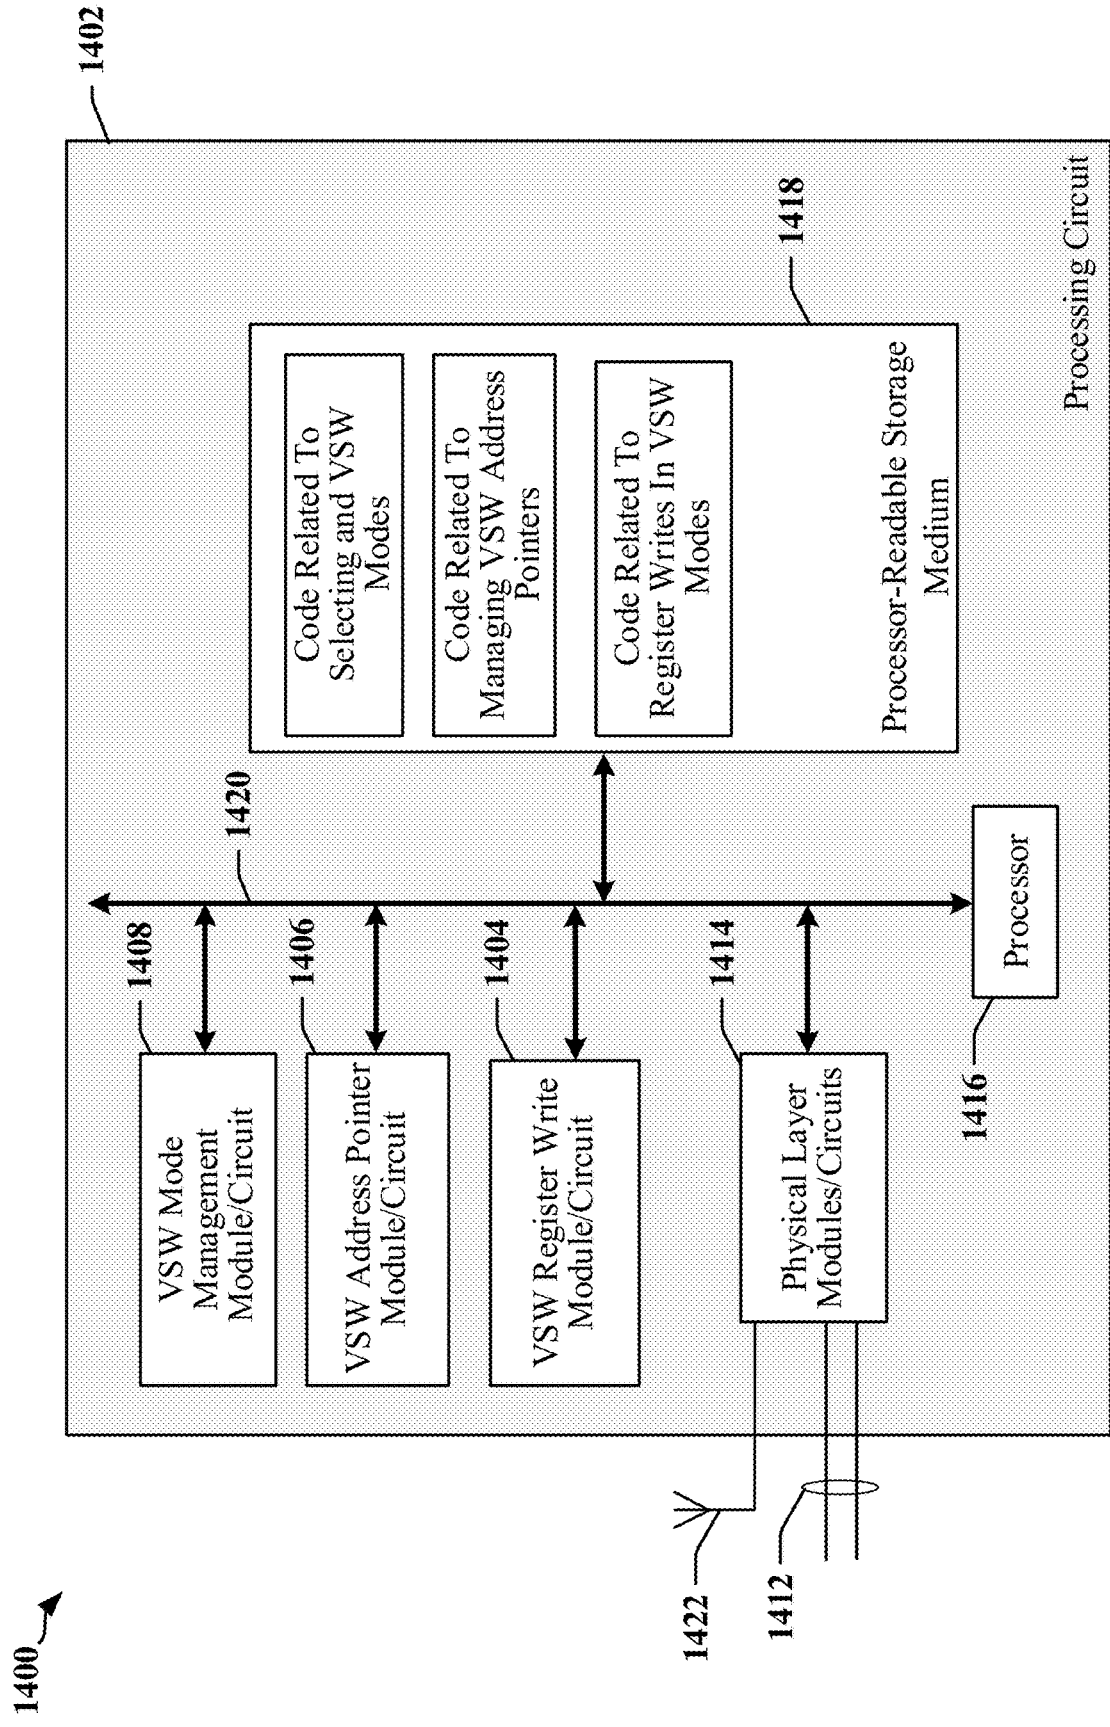 1400
1402
1408
VSW Mode
Management
Module/Circuit
1406
VSW Address Pointer
Module/Circuit
1404
VSW Register Write
Module/Circuit
1414
Physical Layer
Modules/Circuits
1422
1412
1420
1416
Processor
1418
Code Related To
Selecting and VSW
Modes
Code Related To
Managing VSW Address
Pointers
Code Related To
Register Writes In VSW
Modes
Processor-Readable Storage
Medium
Processing Circuit